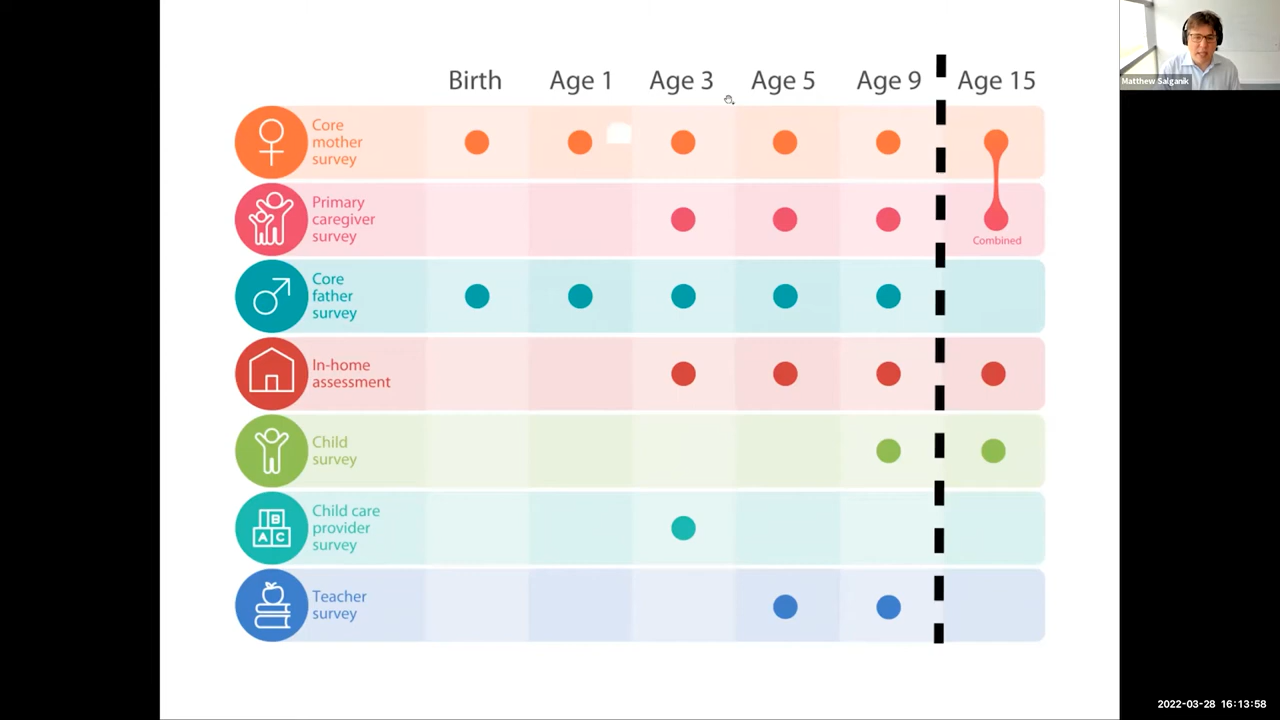 Birth Age 1 Age 3 Age 5 Age 9 Age 15
Matthew Salganik
Core
mother
survey
Primary
caregiver
survey
Combined
Core
father
survey
In-home
assessment
Child
survey
Child care
provider
survey
B
A C
Teacher
survey
2022-03-28 16:13:58